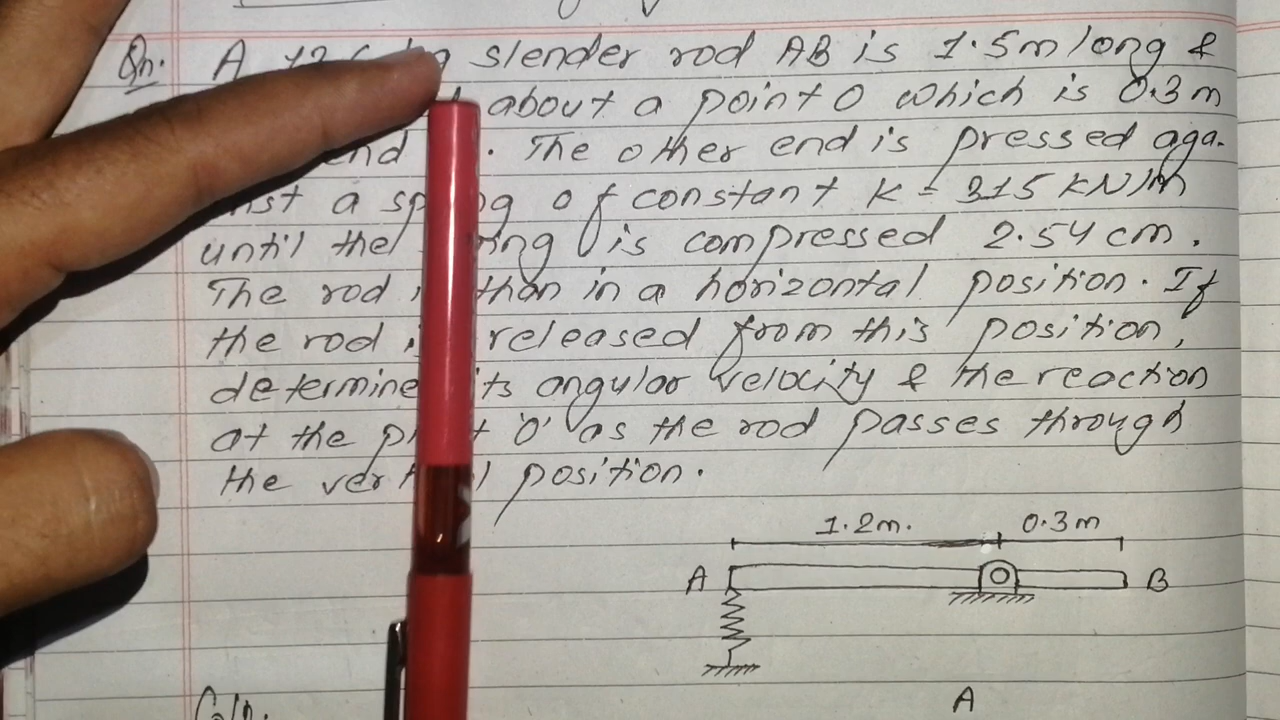 Qn. A slender rod AB is 1.5m long &
about a point O which is 0.3m
end . The other end is pressed aga-
a of constant K = 315 KN/m
until the is compressed 2.54 cm.
The rod than in a horizontal position. If
the rod released from this position,
determine its angular velocity & the reaction
at the 'O' as the rod passes through
the position.
1.2m. 0.3m
A O B
A